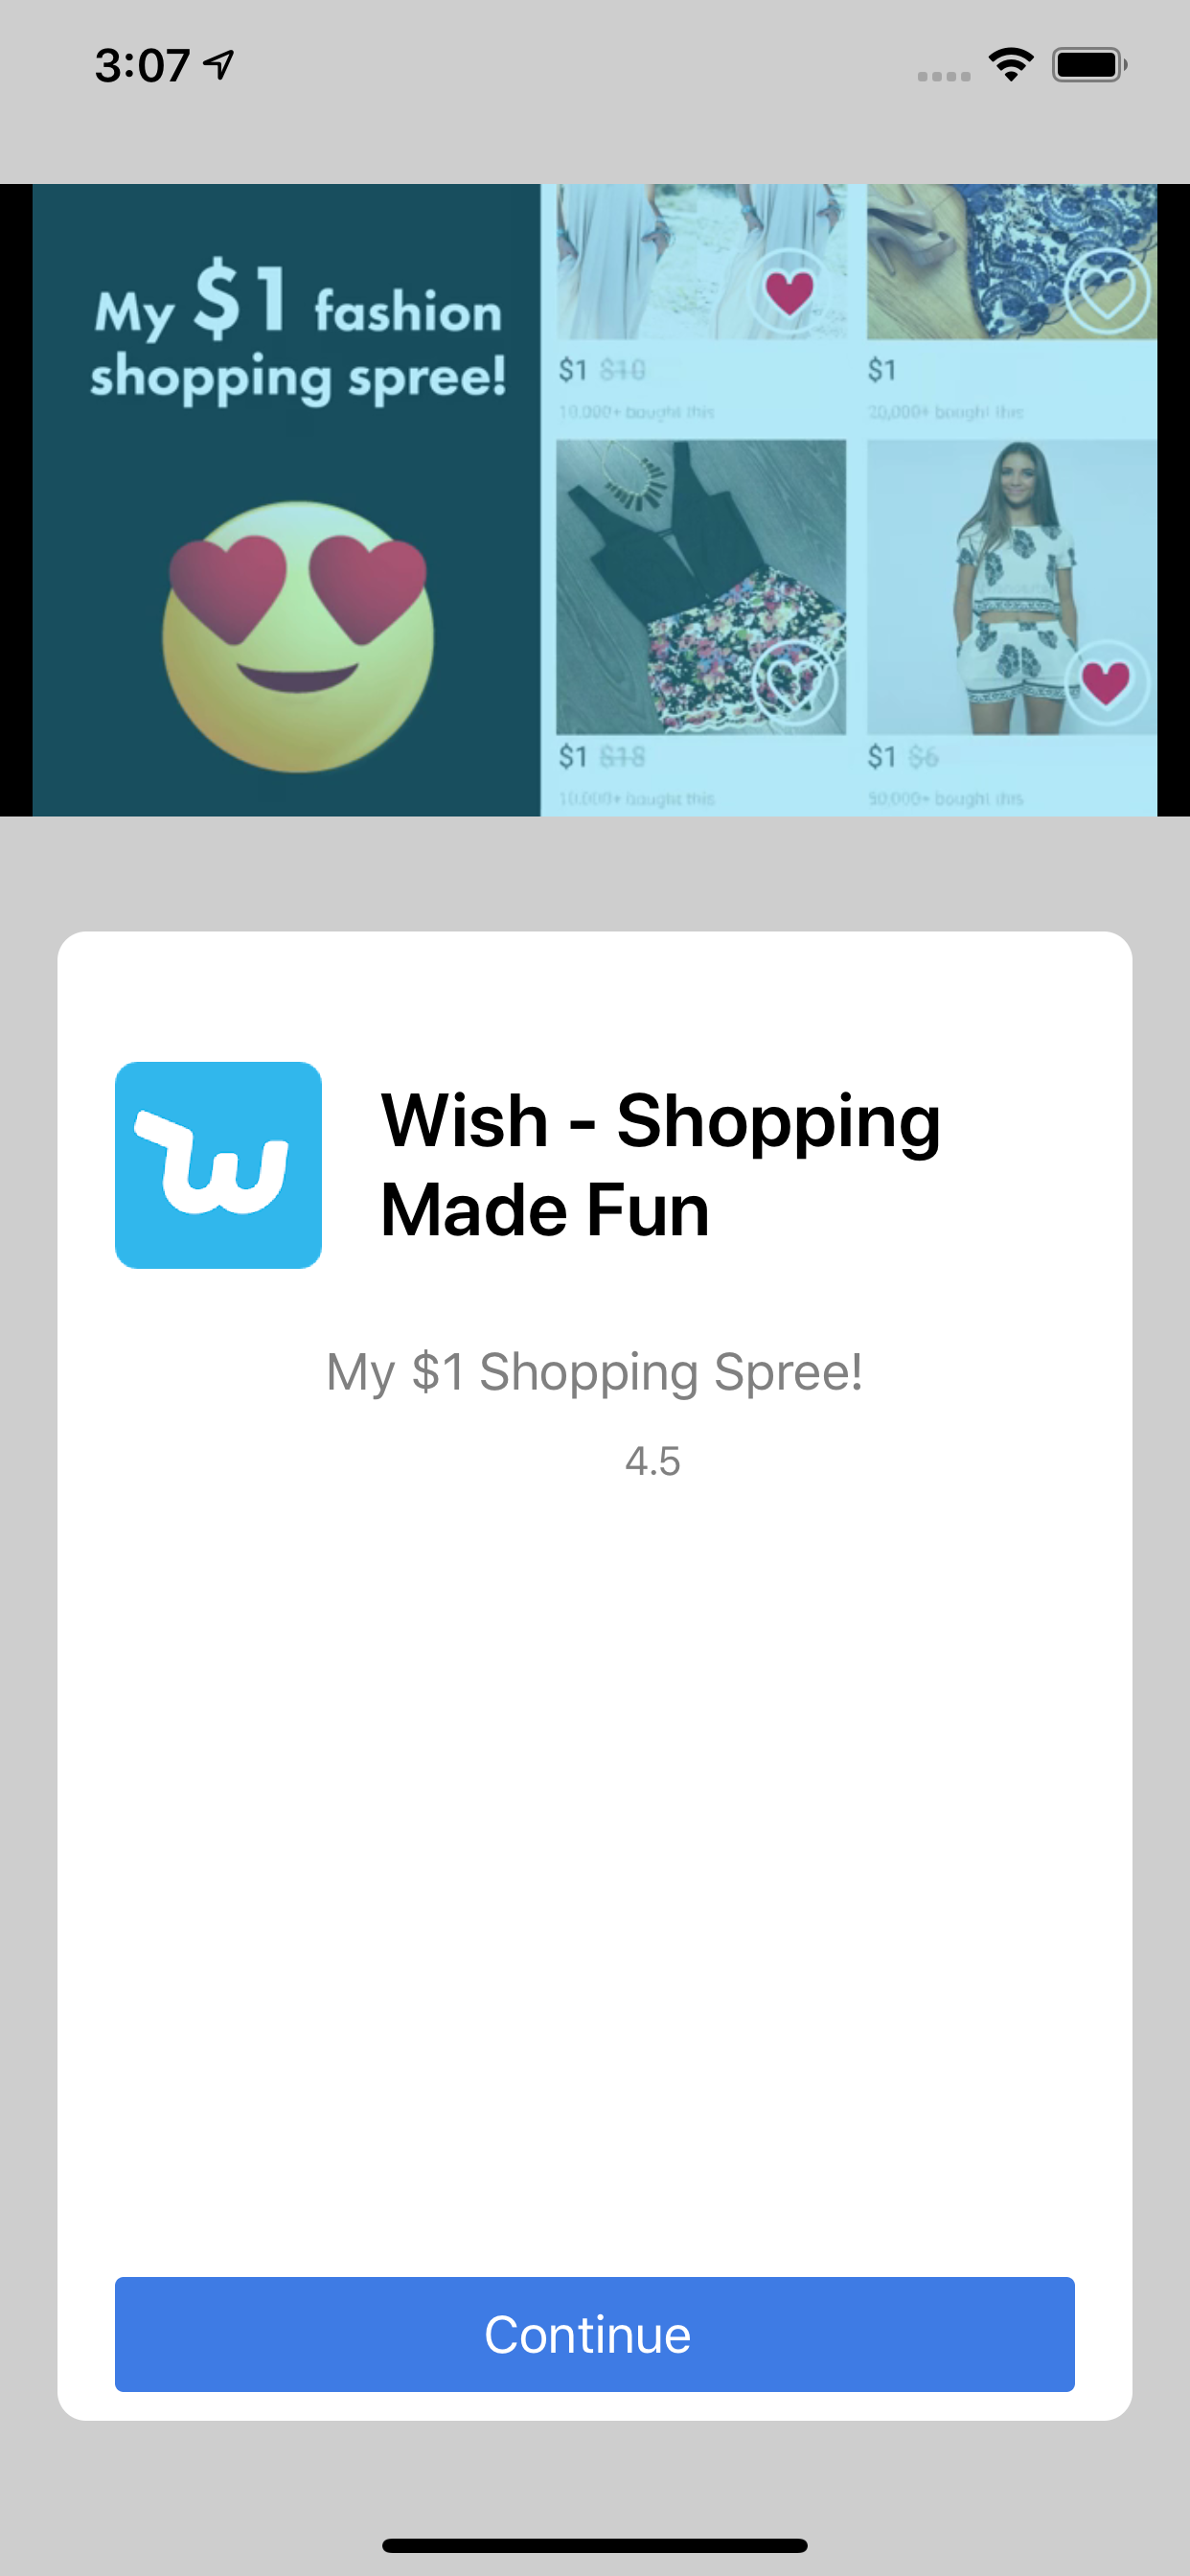 3:07
My $1 fashion
shopping spree!
$1 $10
10,000+ bought this
$1
20,000+ bought this
$1 $18
10,000+ bought this
$1 $6
50,000+ bought this
Wish - Shopping
Made Fun
My $1 Shopping Spree!
4.5
Continue